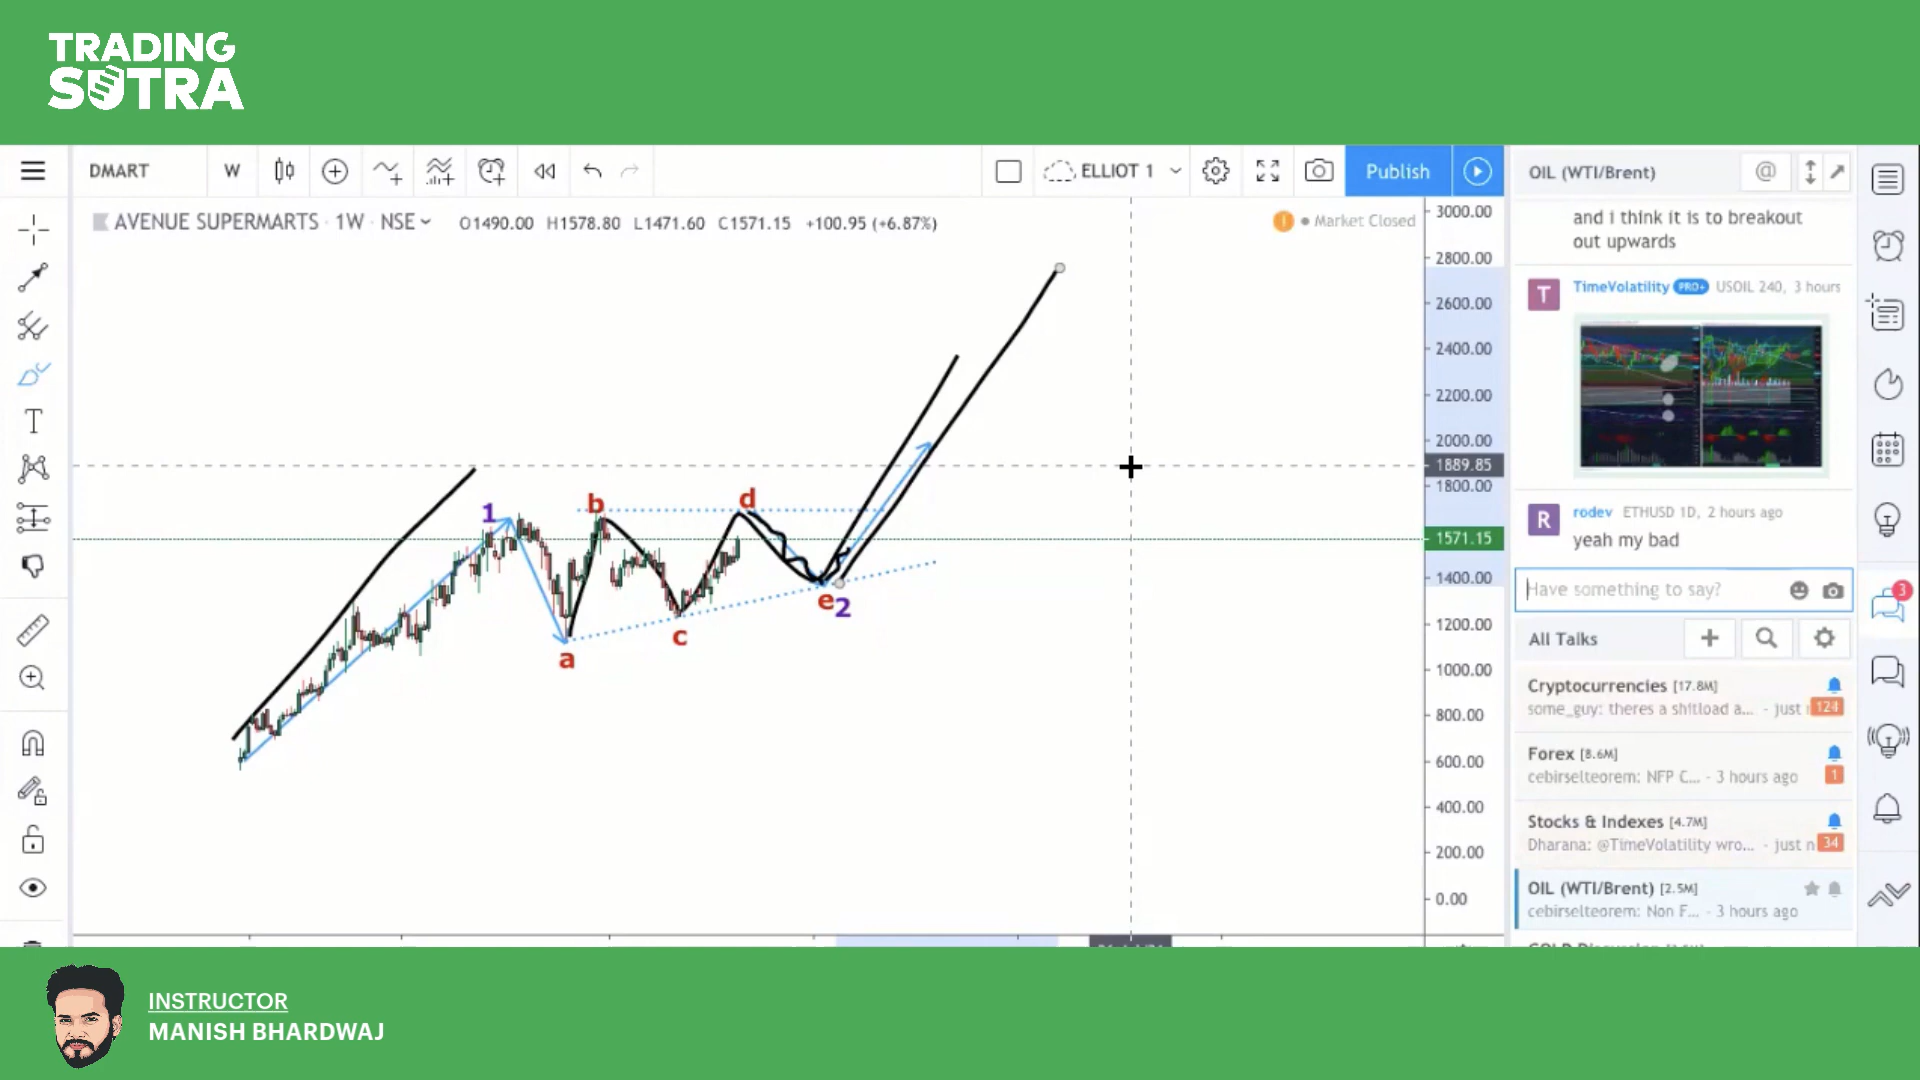 TRADING
SUTRA
DMART
W
ELLIOT 1
Publish
AVENUE SUPERMARTS · 1W · NSE
O1490.00 H1578.80 L1471.60 C1571.15 +100.95 (+6.87%)
Market Closed
3000.00
2800.00
2600.00
2400.00
2200.00
2000.00
1889.85
1800.00
1571.15
1400.00
1200.00
1000.00
800.00
600.00
400.00
200.00
0.00
1
b
d
a
c
e
2
OIL (WTI/Brent)
@
and i think it is to breakout
out upwards
T
TimeVolatility PRO+ USOIL 240, 3 hours
R
rodev ETHUSD 1D, 2 hours ago
yeah my bad
Have something to say?
3
All Talks
Cryptocurrencies [17.8M]
some_guy: theres a shitload a... - just
124
Forex [8.6M]
cebirselteorem: NFP C... - 3 hours ago
1
Stocks & Indexes [4.7M]
Dharana: @TimeVolatility wro... - just n
34
OIL (WTI/Brent) [2.5M]
cebirselteorem: Non F... - 3 hours ago
INSTRUCTOR
MANISH BHARDWAJ